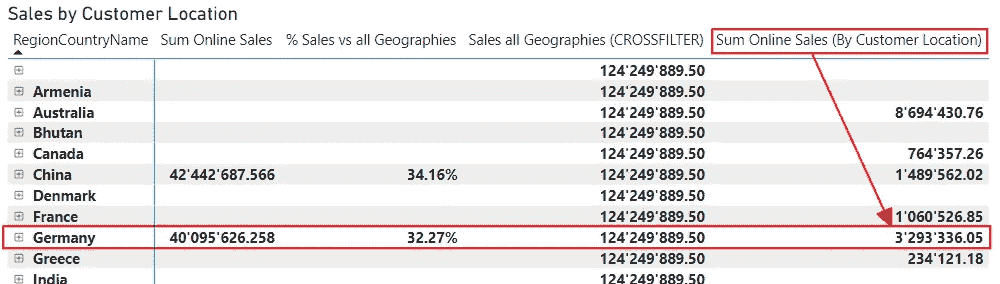 Sales by Customer Location
RegionCountryName Sum Online Sales % Sales vs all Geographies Sales all Geographies (CROSSFILTER) Sum Online Sales (By Customer Location)
124'249'889.50
Armenia 124'249'889.50
Australia 124'249'889.50 8'694'430.76
Bhutan 124'249'889.50
Canada 124'249'889.50 764'357.26
China 42'442'687.566 34.16% 124'249'889.50 1'489'562.02
Denmark 124'249'889.50
France 124'249'889.50 1'060'526.85
Germany 40'095'626.258 32.27% 124'249'889.50 3'293'336.05
Greece 124'249'889.50 234'121.18
India 124'249'889.50